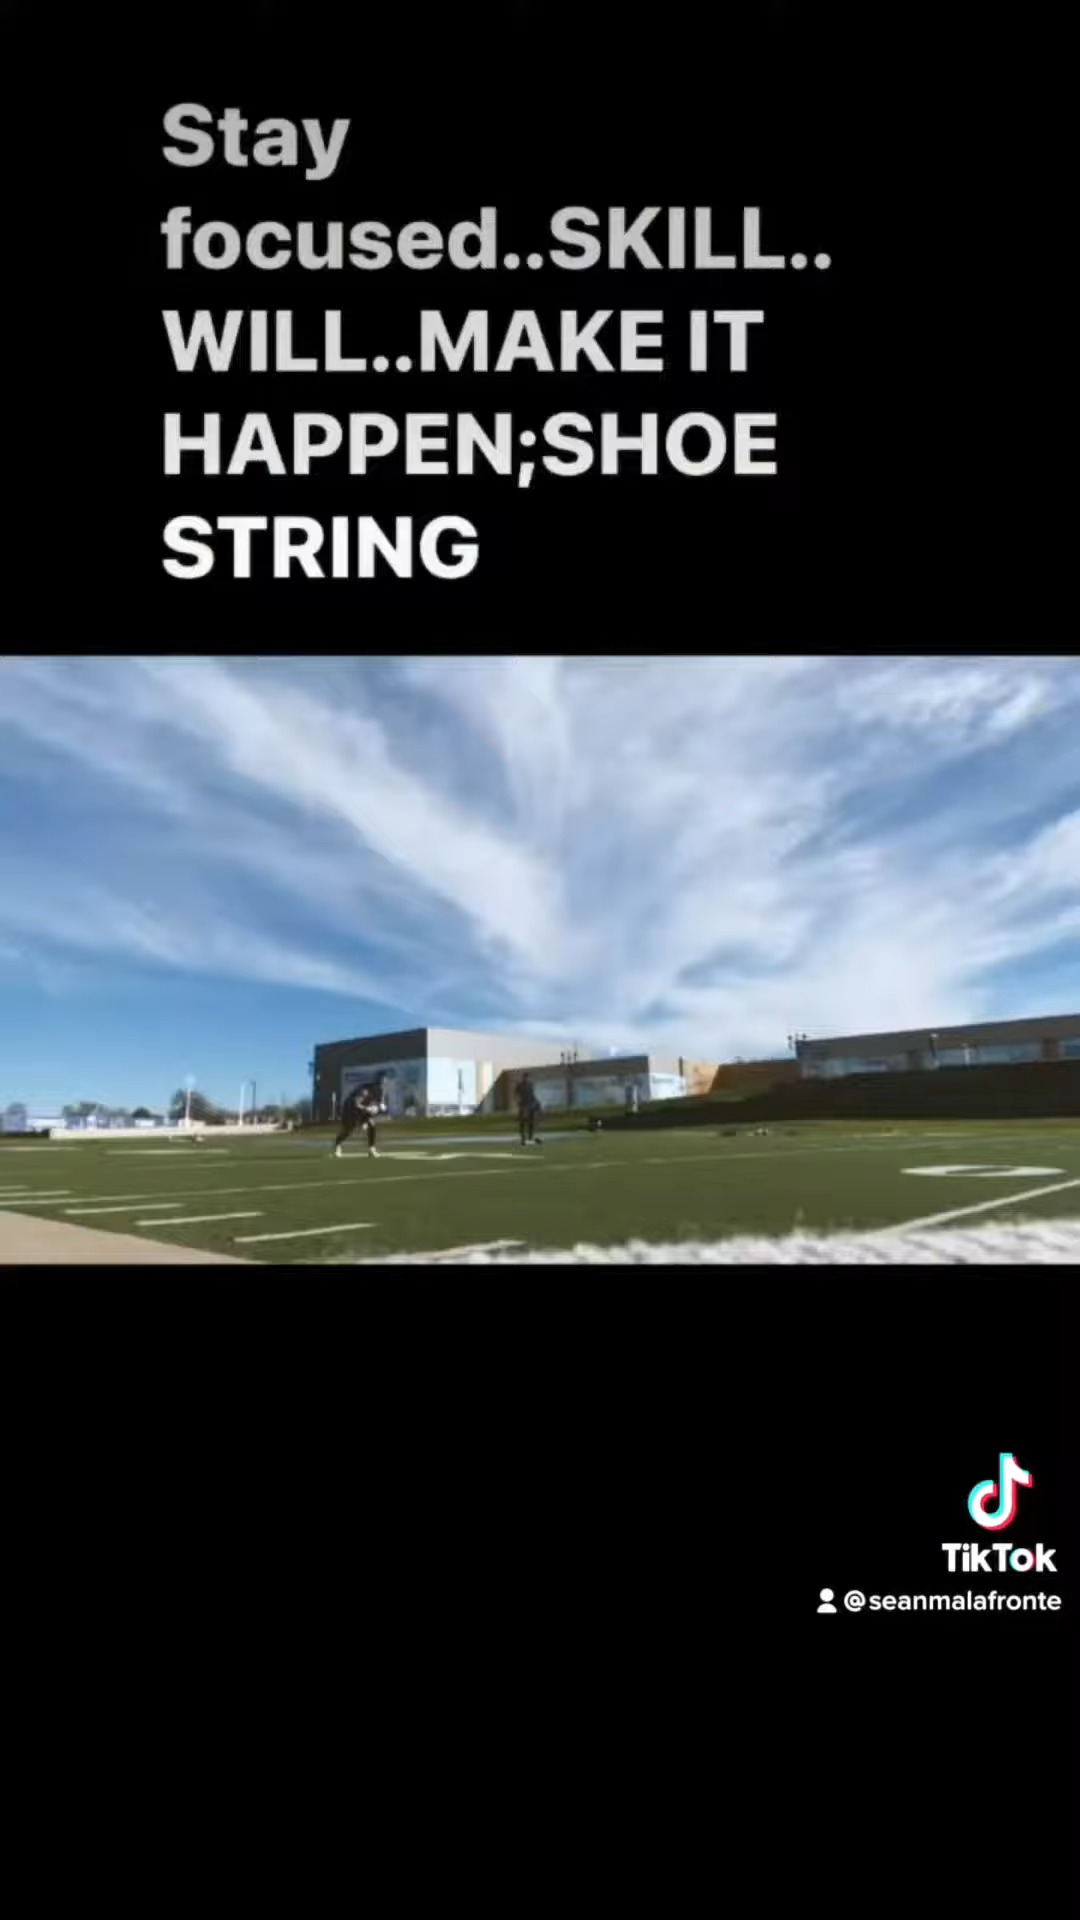 Stay
focused..SKILL..
WILL..MAKE IT
HAPPEN;SHOE
STRING
TikTok
@seanmalafronte